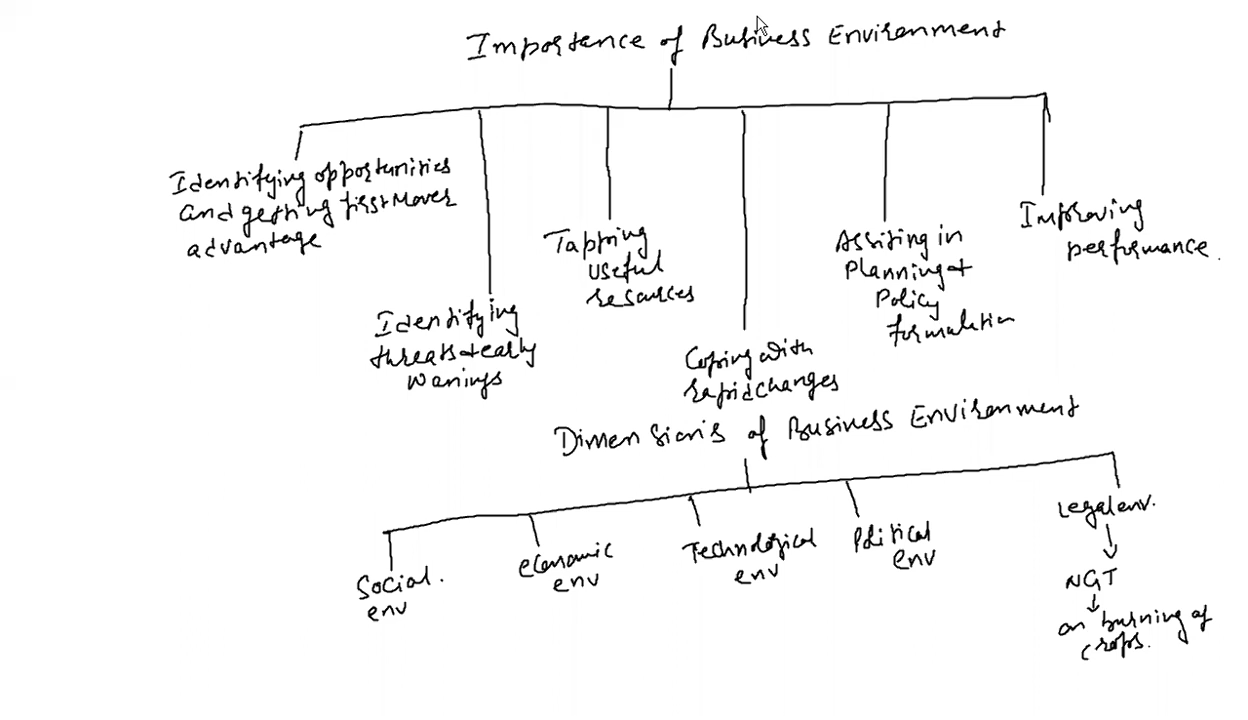 Importance of Business Environment
Identifying opportunities
and getting first mover
advantage
Identifying
threats & early
wanings
Tapping
useful
resources
Coping with
rapid changes
Assiting in
Planning &
Policy
formulation
Improving
performance.
Dimensions of Business Environment
Social.
env
economic
env
Technological
env
Political
env
Legal env.
NGT
on burning of
crops.